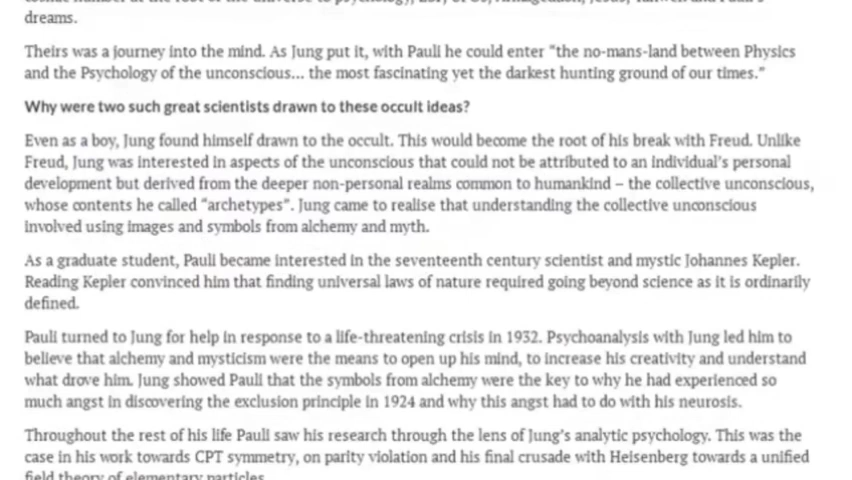 dreams.
Theirs was a journey into the mind. As Jung put it, with Pauli he could enter “the no-mans-land between Physics
and the Psychology of the unconscious... the most fascinating yet the darkest hunting ground of our times.”
Why were two such great scientists drawn to these occult ideas?
Even as a boy, Jung found himself drawn to the occult. This would become the root of his break with Freud. Unlike
Freud, Jung was interested in aspects of the unconscious that could not be attributed to an individual’s personal
development but derived from the deeper non-personal realms common to humankind – the collective unconscious,
whose contents he called “archetypes”. Jung came to realise that understanding the collective unconscious
involved using images and symbols from alchemy and myth.
As a graduate student, Pauli became interested in the seventeenth century scientist and mystic Johannes Kepler.
Reading Kepler convinced him that finding universal laws of nature required going beyond science as it is ordinarily
defined.
Pauli turned to Jung for help in response to a life-threatening crisis in 1932. Psychoanalysis with Jung led him to
believe that alchemy and mysticism were the means to open up his mind, to increase his creativity and understand
what drove him. Jung showed Pauli that the symbols from alchemy were the key to why he had experienced so
much angst in discovering the exclusion principle in 1924 and why this angst had to do with his neurosis.
Throughout the rest of his life Pauli saw his research through the lens of Jung’s analytic psychology. This was the
case in his work towards CPT symmetry, on parity violation and his final crusade with Heisenberg towards a unified
field theory of elementary particles.